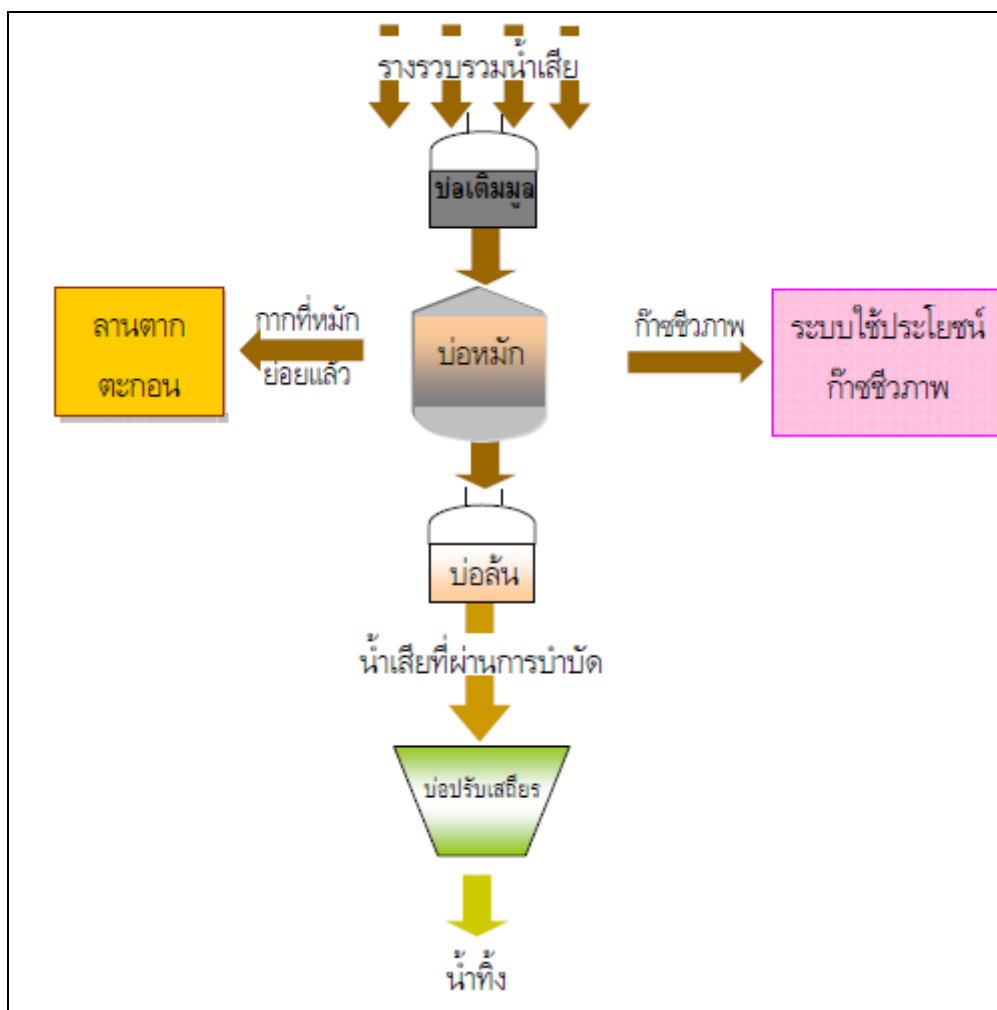 รางรวบรวมน้ำเสีย
บ่อเติมมูล
ลานตาก
ตะกอน
กากที่หมัก
ย่อยแล้ว
บ่อหมัก
ก๊าซชีวภาพ
ระบบใช้ประโยชน์
ก๊าซชีวภาพ
บ่อล้น
น้ำเสียที่ผ่านการบำบัด
บ่อปรับเสถียร
น้ำทิ้ง